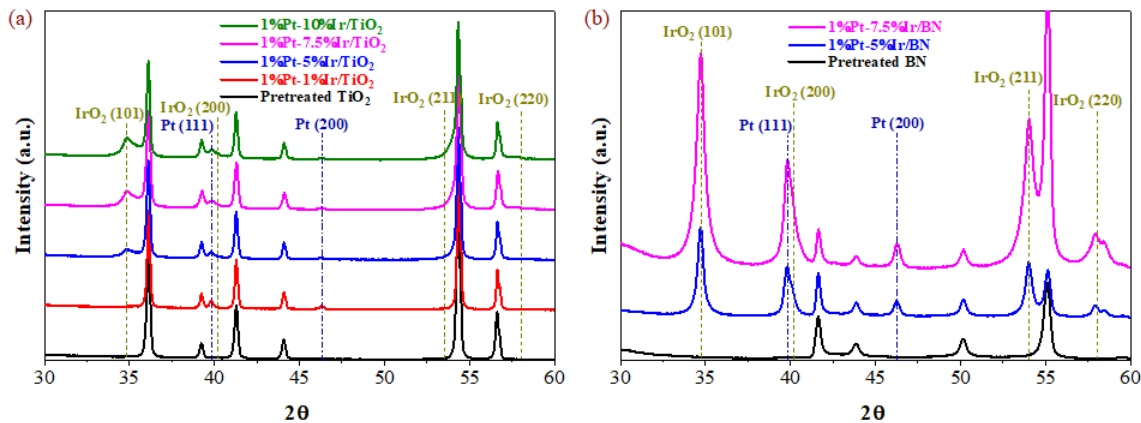 (a)
1%Pt-10%Ir/TiO2
1%Pt-7.5%Ir/TiO2
1%Pt-5%Ir/TiO2
1%Pt-1%Ir/TiO2
Pretreated TiO2
IrO2 (101)
IrO2 (200)
Pt (111)
Pt (200)
IrO2 (211)
IrO2 (220)
Intensity (a.u.)
30 35 40 45 50 55 60
2θ
(b)
1%Pt-7.5%Ir/BN
1%Pt-5%Ir/BN
Pretreated BN
IrO2 (101)
IrO2 (200)
Pt (111)
Pt (200)
IrO2 (211)
IrO2 (220)
Intensity (a.u.)
30 35 40 45 50 55 60
2θ